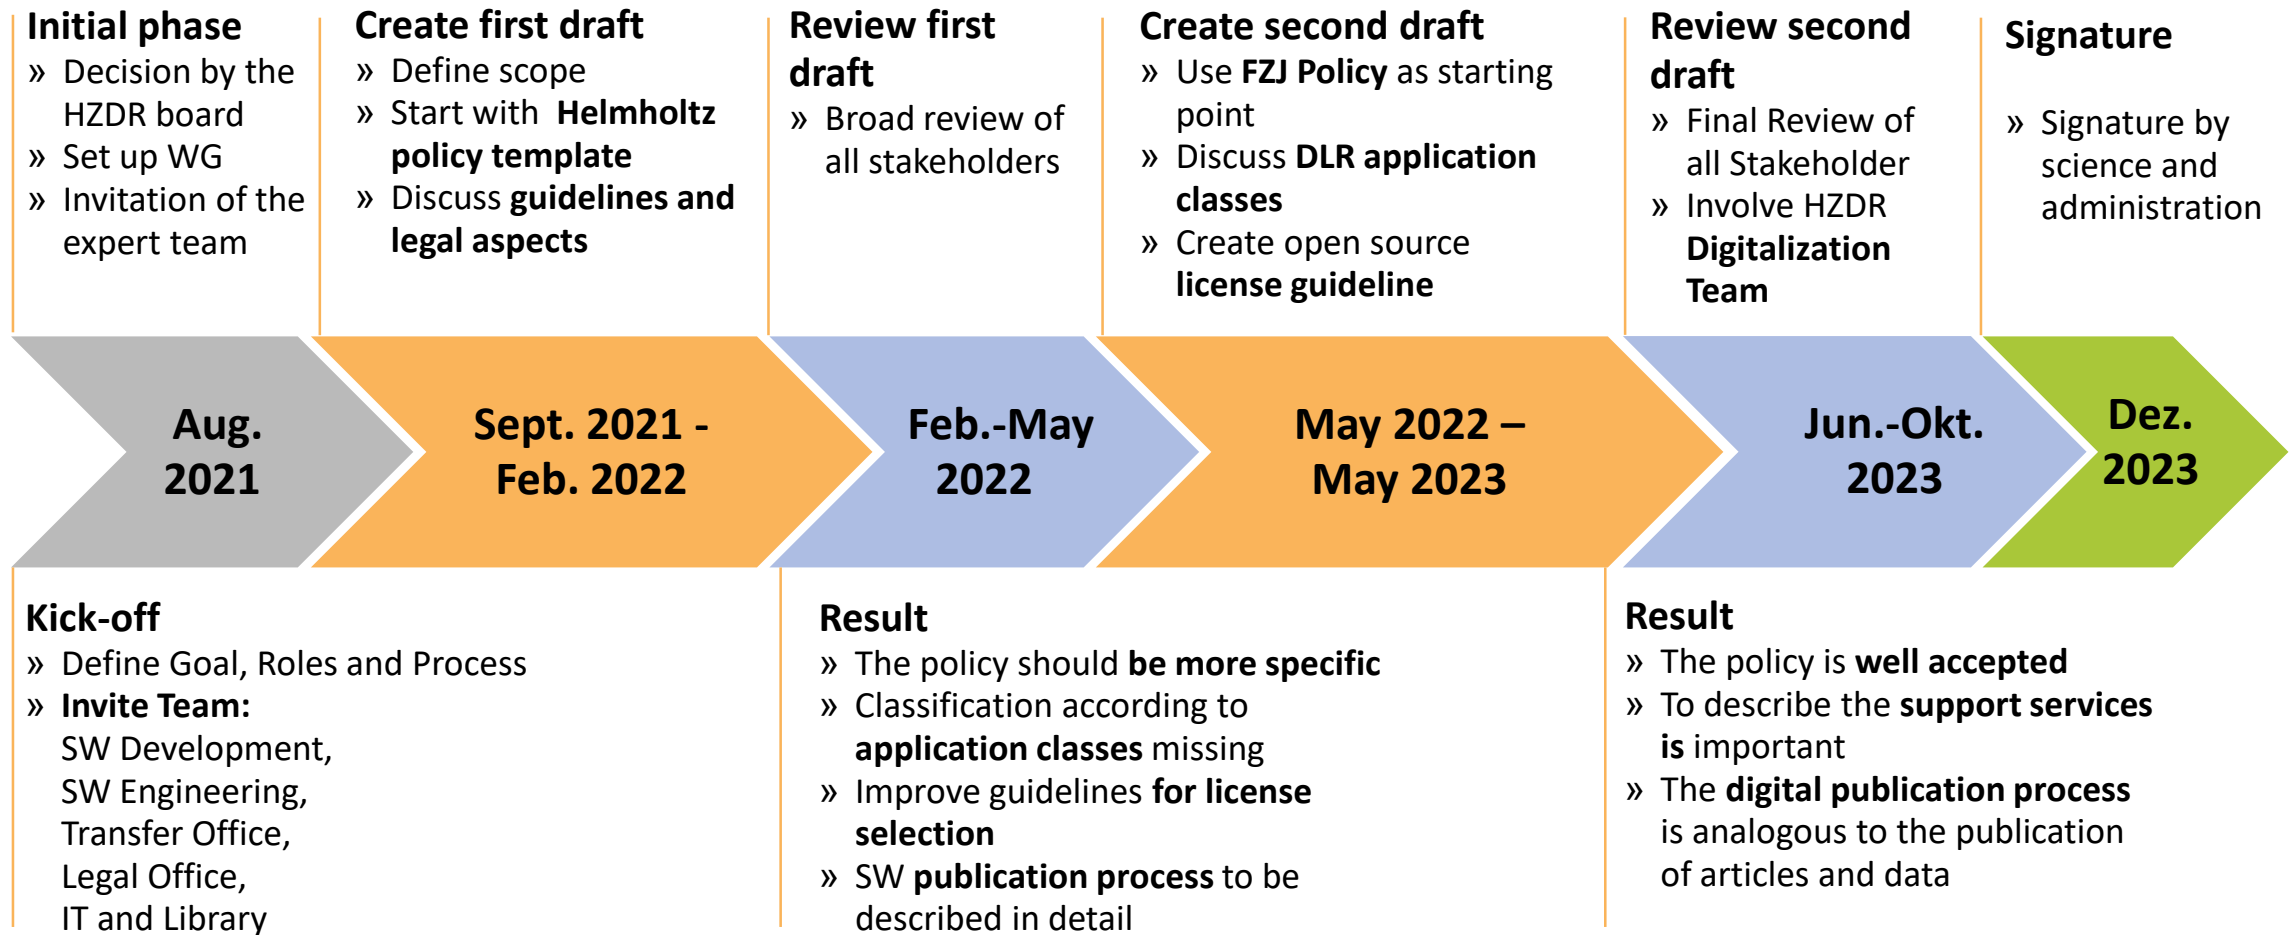 Initial phase
» Decision by the
HZDR board
» Set up WG
» Invitation of the
expert team
Create first draft
» Define scope
» Start with Helmholtz
policy template
» Discuss guidelines and
legal aspects
Review first
draft
» Broad review of
all stakeholders
Create second draft
» Use FZJ Policy as starting
point
» Discuss DLR application
classes
» Create open source
license guideline
Review second
draft
» Final Review of
all Stakeholder
» Involve HZDR
Digitalization
Team
Signature
» Signature by
science and
administration
Aug.
2021
Sept. 2021 -
Feb. 2022
Feb.-May
2022
May 2022 –
May 2023
Jun.-Okt.
2023
Dez.
2023
Kick-off
» Define Goal, Roles and Process
» Invite Team:
SW Development,
SW Engineering,
Transfer Office,
Legal Office,
IT and Library
Result
» The policy should be more specific
» Classification according to
application classes missing
» Improve guidelines for license
selection
» SW publication process to be
described in detail
Result
» The policy is well accepted
» To describe the support services
is important
» The digital publication process
is analogous to the publication
of articles and data